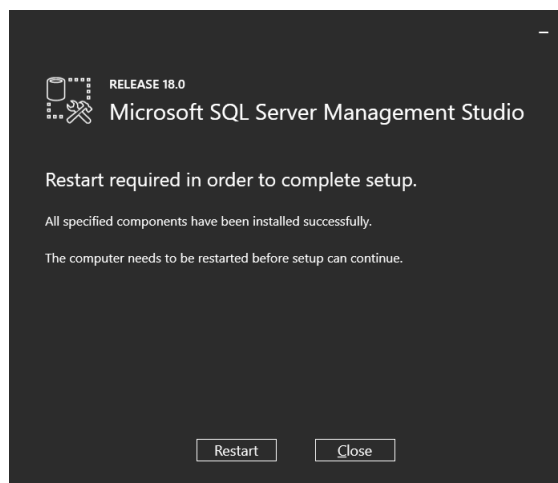 RELEASE 18.0
Microsoft SQL Server Management Studio
Restart required in order to complete setup.
All specified components have been installed successfully.
The computer needs to be restarted before setup can continue.
Restart
Close